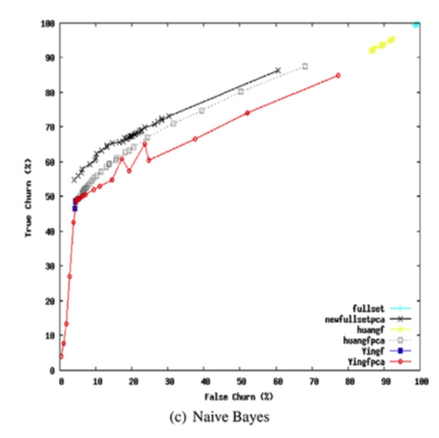 100
90
80
70
60
50
40
30
20
10
0
True Churn (%)
fullset
newfullsetpca
huangf
huangfpca
Yingf
Yingfpca
0 10 20 30 40 50 60 70 80 90 100
False Churn (%)
(c) Naive Bayes